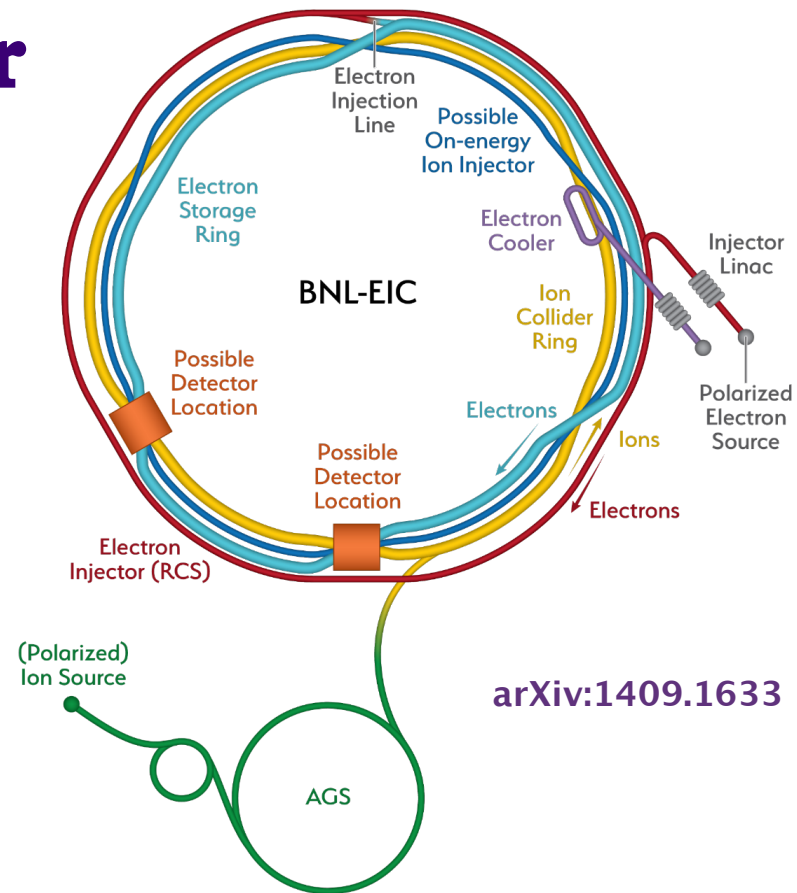 r
Electron
Injection
Line
Possible
On-energy
Ion Injector
Electron
Storage
Ring
Electron
Cooler
Injector
Linac
BNL-EIC
Ion
Collider
Ring
Possible
Detector
Location
Polarized
Electron
Source
Electrons
Ions
Possible
Detector
Location
Electrons
Electron
Injector (RCS)
(Polarized)
Ion Source
arXiv:1409.1633
AGS